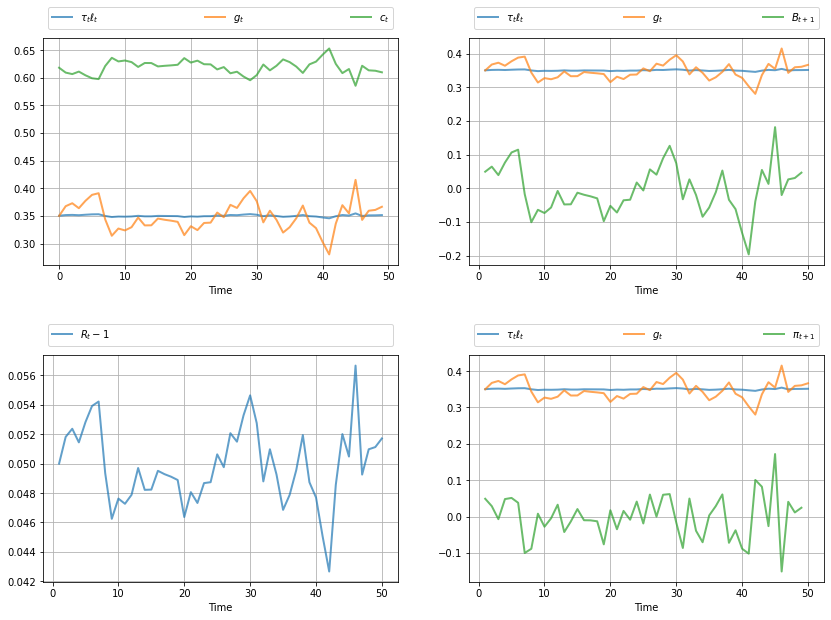 τₜℓₜ gₜ cₜ
0.65
0.60
0.55
0.50
0.45
0.40
0.35
0.30
0 10 20 30 40 50
Time
τₜℓₜ gₜ Bₜ₊₁
0.4
0.3
0.2
0.1
0.0
−0.1
−0.2
0 10 20 30 40 50
Time
Rₜ − 1
0.056
0.054
0.052
0.050
0.048
0.046
0.044
0.042
0 10 20 30 40 50
Time
τₜℓₜ gₜ πₜ₊₁
0.4
0.3
0.2
0.1
0.0
−0.1
0 10 20 30 40 50
Time